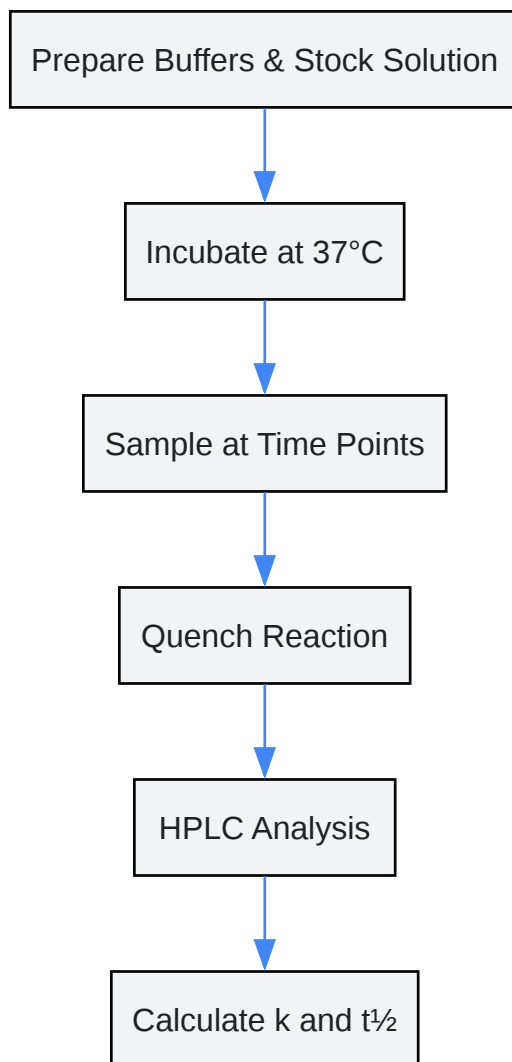 Prepare Buffers & Stock Solution
Incubate at 37°C
Sample at Time Points
Quench Reaction
HPLC Analysis
Calculate k and t½